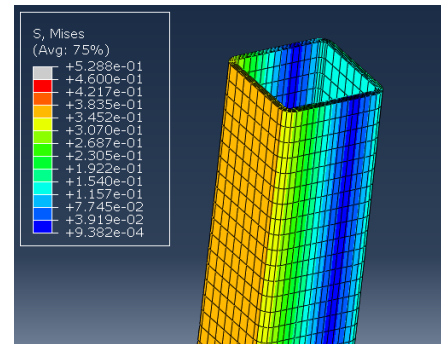 S, Mises
(Avg: 75%)
+5.288e-01
+4.600e-01
+4.217e-01
+3.835e-01
+3.452e-01
+3.070e-01
+2.687e-01
+2.305e-01
+1.922e-01
+1.540e-01
+1.157e-01
+7.745e-02
+3.919e-02
+9.382e-04